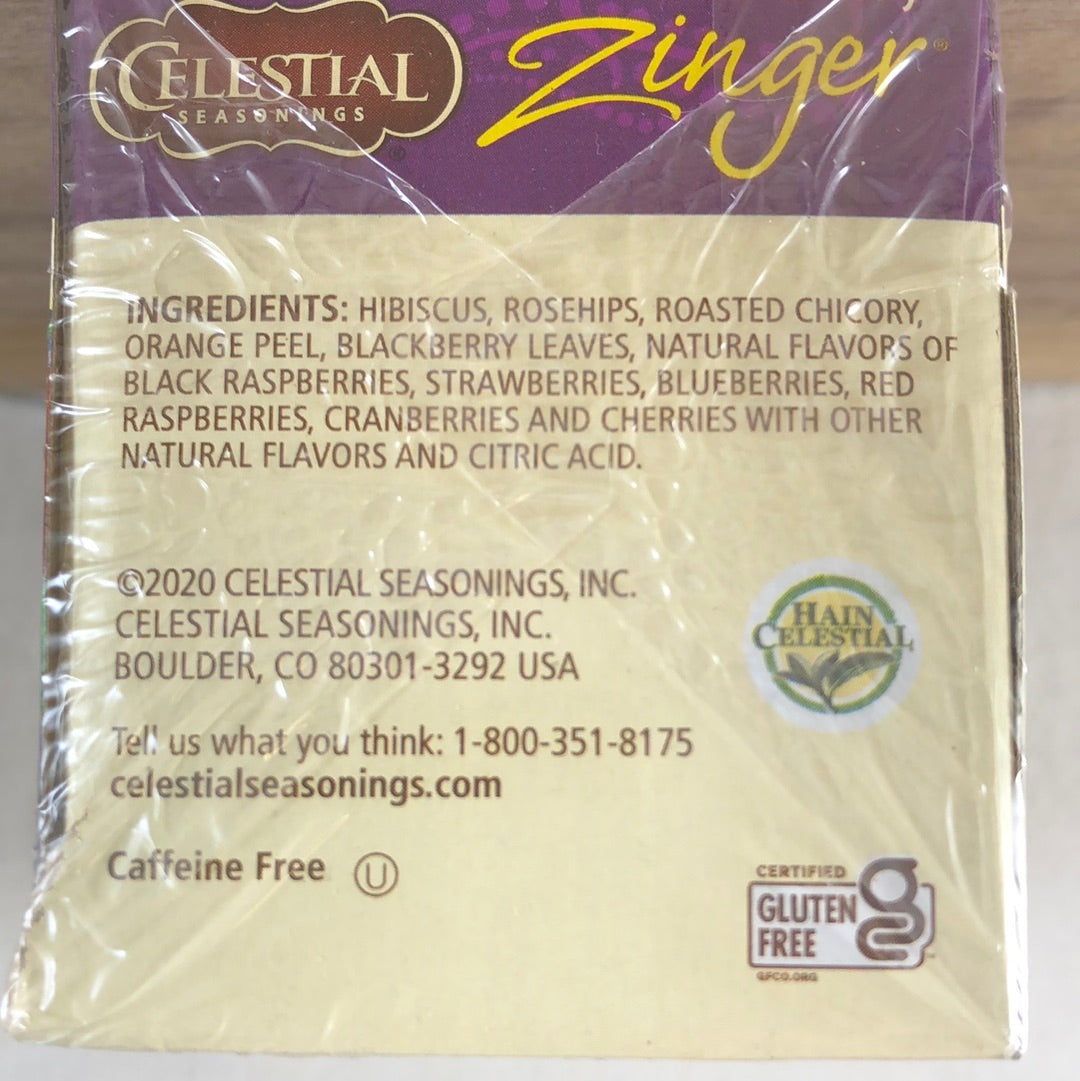 CELESTIAL
SEASONINGS
Zinger®
INGREDIENTS: HIBISCUS, ROSEHIPS, ROASTED CHICORY,
ORANGE PEEL, BLACKBERRY LEAVES, NATURAL FLAVORS OF
BLACK RASPBERRIES, STRAWBERRIES, BLUEBERRIES, RED
RASPBERRIES, CRANBERRIES AND CHERRIES WITH OTHER
NATURAL FLAVORS AND CITRIC ACID.
©2020 CELESTIAL SEASONINGS, INC.
CELESTIAL SEASONINGS, INC.
BOULDER, CO 80301-3292 USA
HAIN
CELESTIAL
Tell us what you think: 1-800-351-8175
celestialseasonings.com
Caffeine Free Ⓤ
CERTIFIED
GLUTEN
FREE
GFCO.ORG